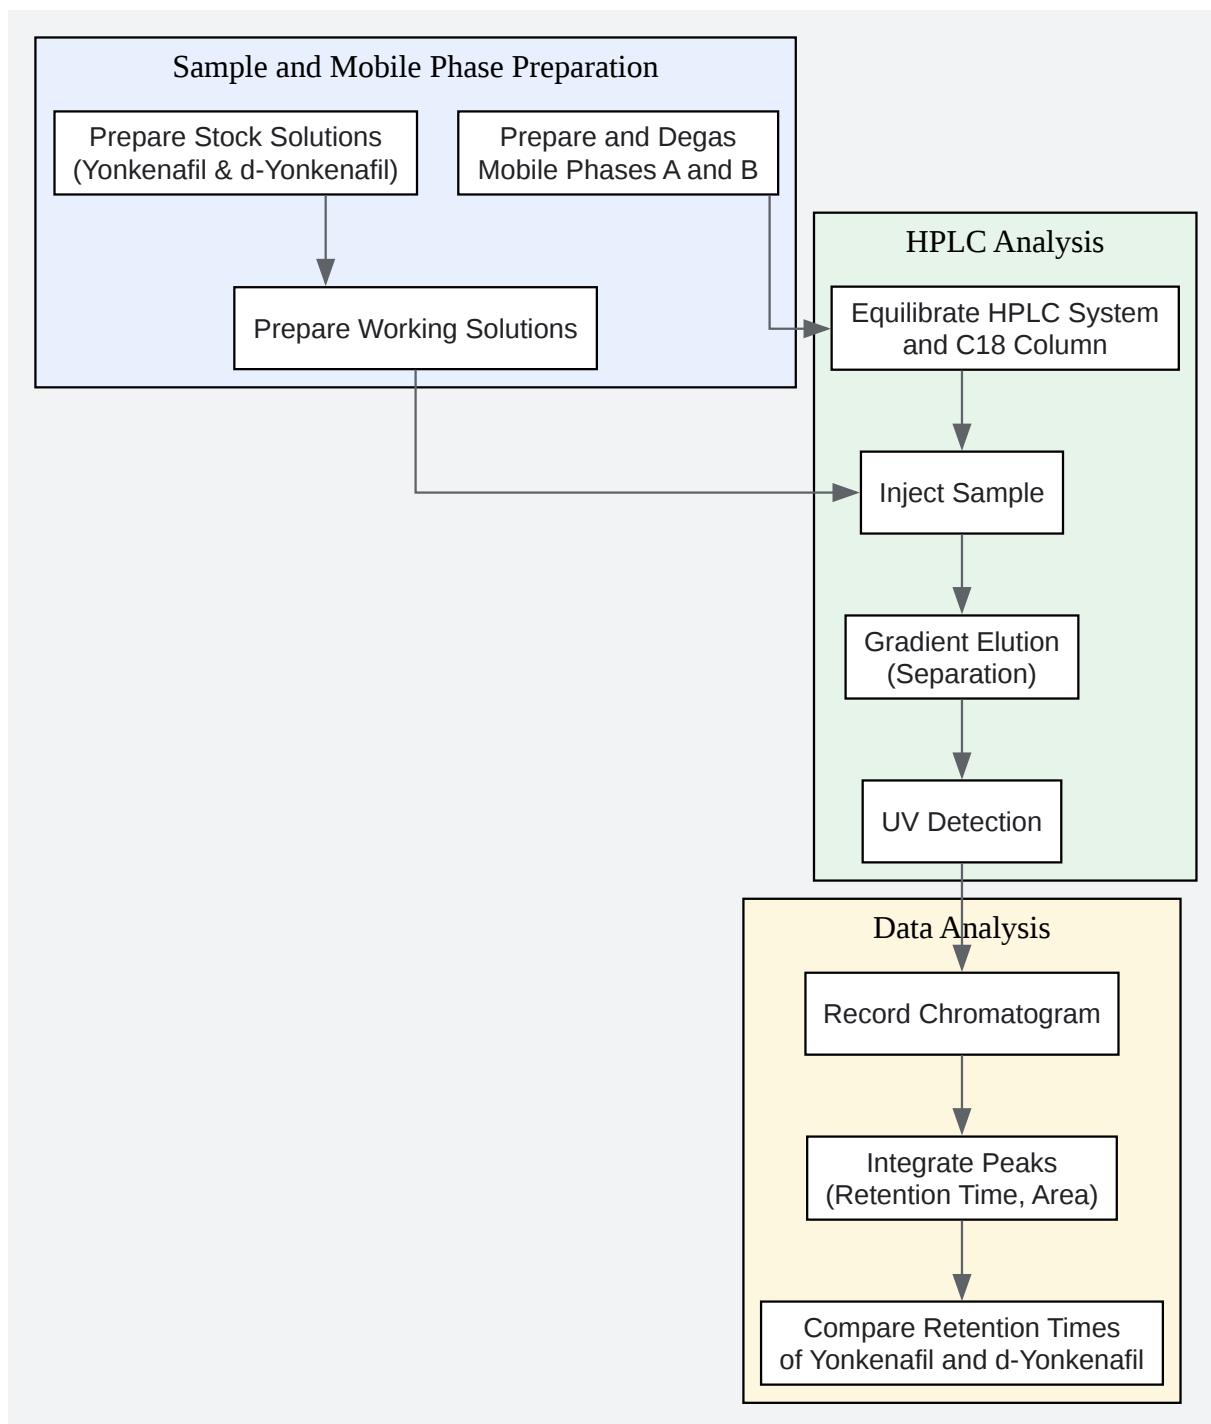 Sample and Mobile Phase Preparation
Prepare Stock Solutions
(Yonkenafil & d-Yonkenafil)
Prepare and Degas
Mobile Phases A and B
Prepare Working Solutions
HPLC Analysis
Equilibrate HPLC System
and C18 Column
Inject Sample
Gradient Elution
(Separation)
UV Detection
Data Analysis
Record Chromatogram
Integrate Peaks
(Retention Time, Area)
Compare Retention Times
of Yonkenafil and d-Yonkenafil